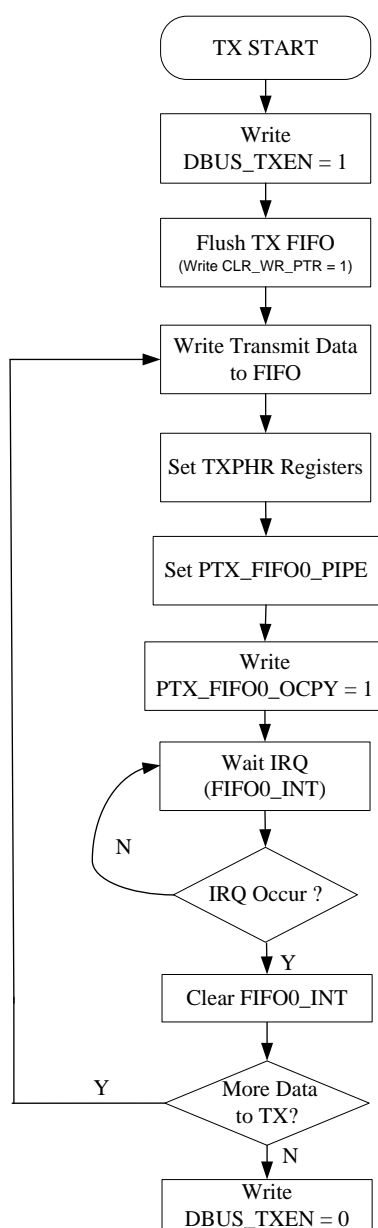 TX START
Write
DBUS_TXEN = 1
Flush TX FIFO
(Write CLR_WR_PTR = 1)
Write Transmit Data
to FIFO
Set TXPHR Registers
Set PTX_FIFO0_PIPE
Write
PTX_FIFO0_OCPY = 1
Wait IRQ
(FIFO0_INT)
N
IRQ Occur ?
Y
Clear FIFO0_INT
More Data
to TX?
Y
N
Write
DBUS_TXEN = 0